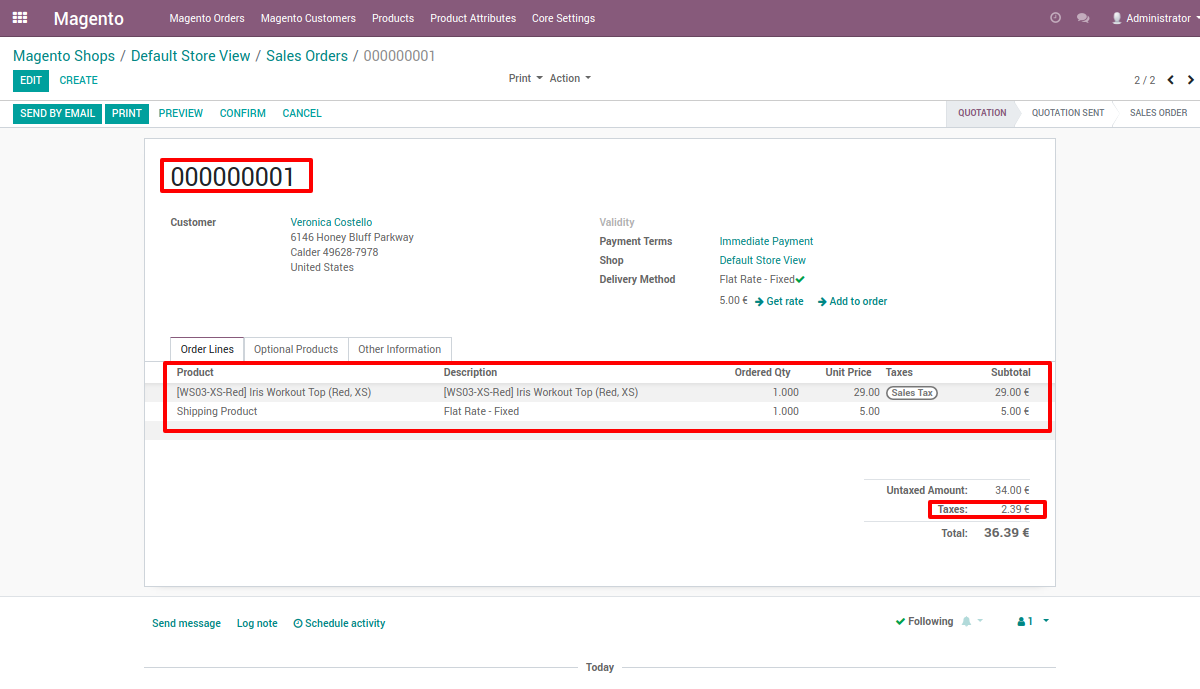 Magento Magento Orders Magento Customers Products Product Attributes Core Settings Administrator
Magento Shops / Default Store View / Sales Orders / 000000001
EDIT CREATE Print Action 2 / 2
SEND BY EMAIL PRINT PREVIEW CONFIRM CANCEL QUOTATION QUOTATION SENT SALES ORDER
000000001
Customer Veronica Costello
6146 Honey Bluff Parkway
Calder 49628-7978
United States
Validity
Payment Terms Immediate Payment
Shop Default Store View
Delivery Method Flat Rate - Fixed
5.00 € Get rate Add to order
Order Lines Optional Products Other Information
Product Description Ordered Qty Unit Price Taxes Subtotal
[WS03-XS-Red] Iris Workout Top (Red, XS) [WS03-XS-Red] Iris Workout Top (Red, XS) 1.000 29.00 Sales Tax 29.00 €
Shipping Product Flat Rate - Fixed 1.000 5.00 5.00 €
Untaxed Amount: 34.00 €
Taxes: 2.39 €
Total: 36.39 €
Send message Log note Schedule activity Following 1
Today